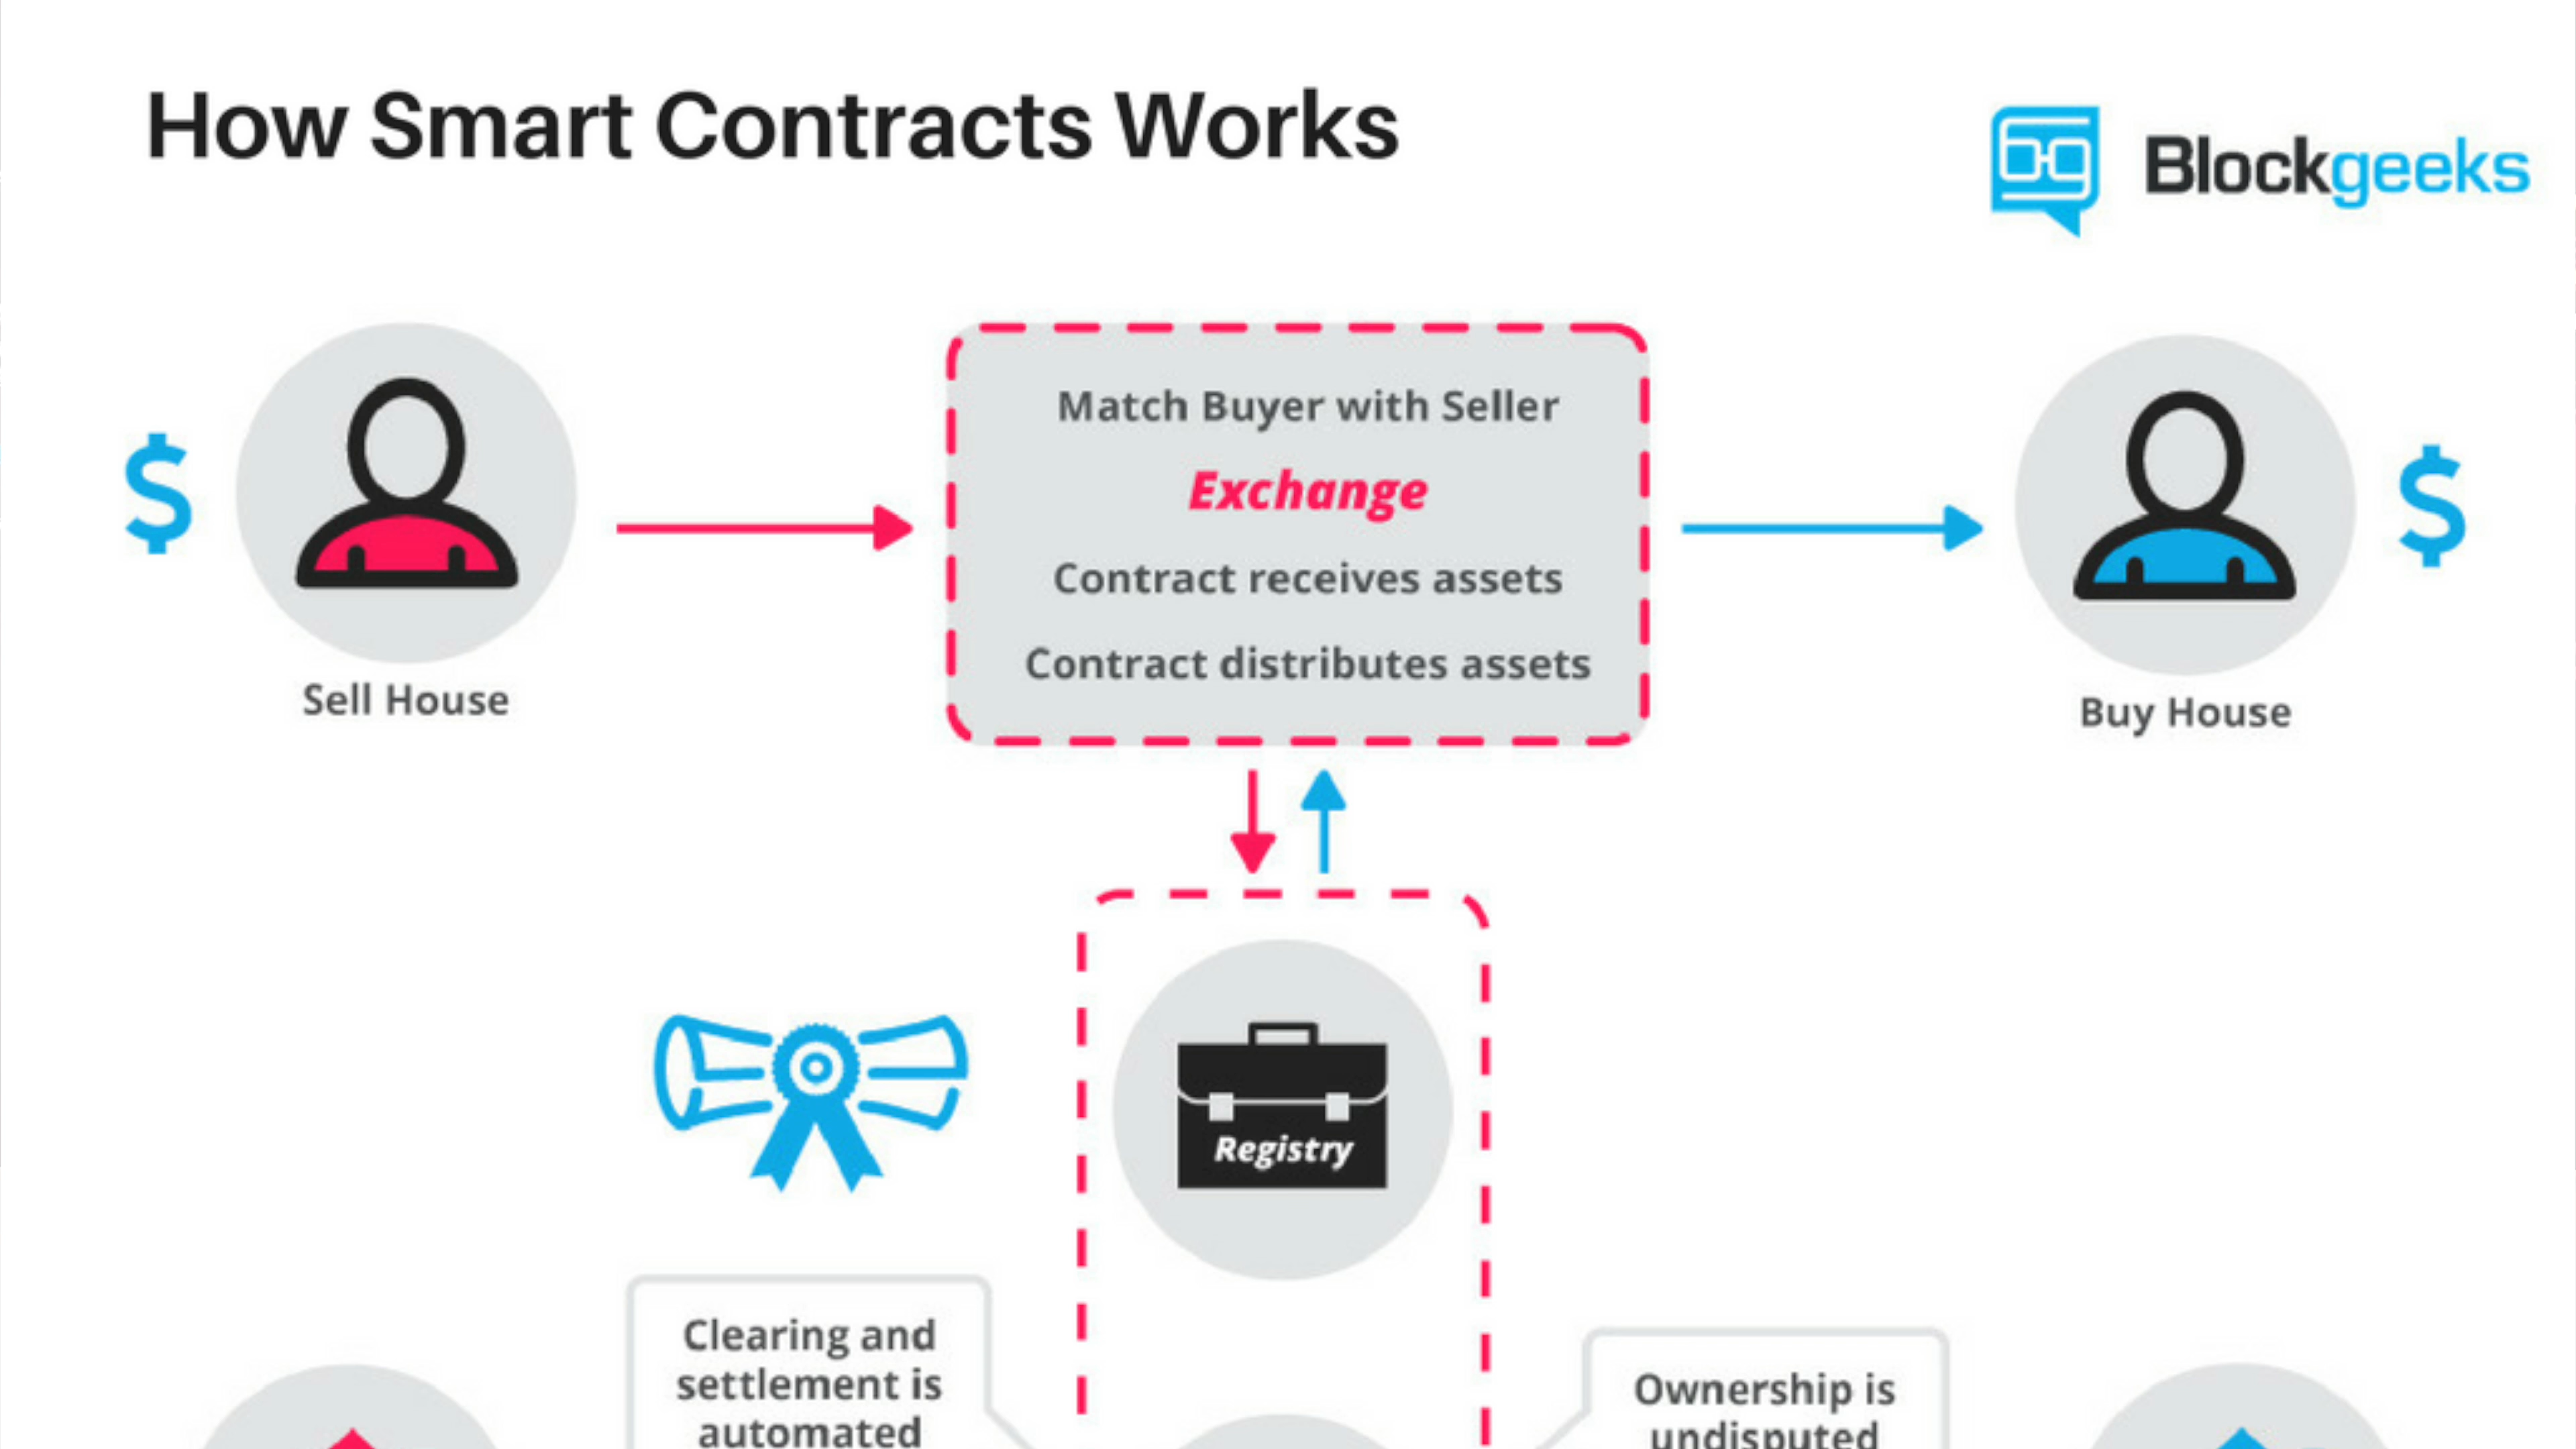 How Smart Contracts Works
Blockgeeks
Match Buyer with Seller
Exchange
Contract receives assets
Contract distributes assets
$
$
Sell House
Buy House
Registry
Clearing and
settlement is
automated
Ownership is
undisputed